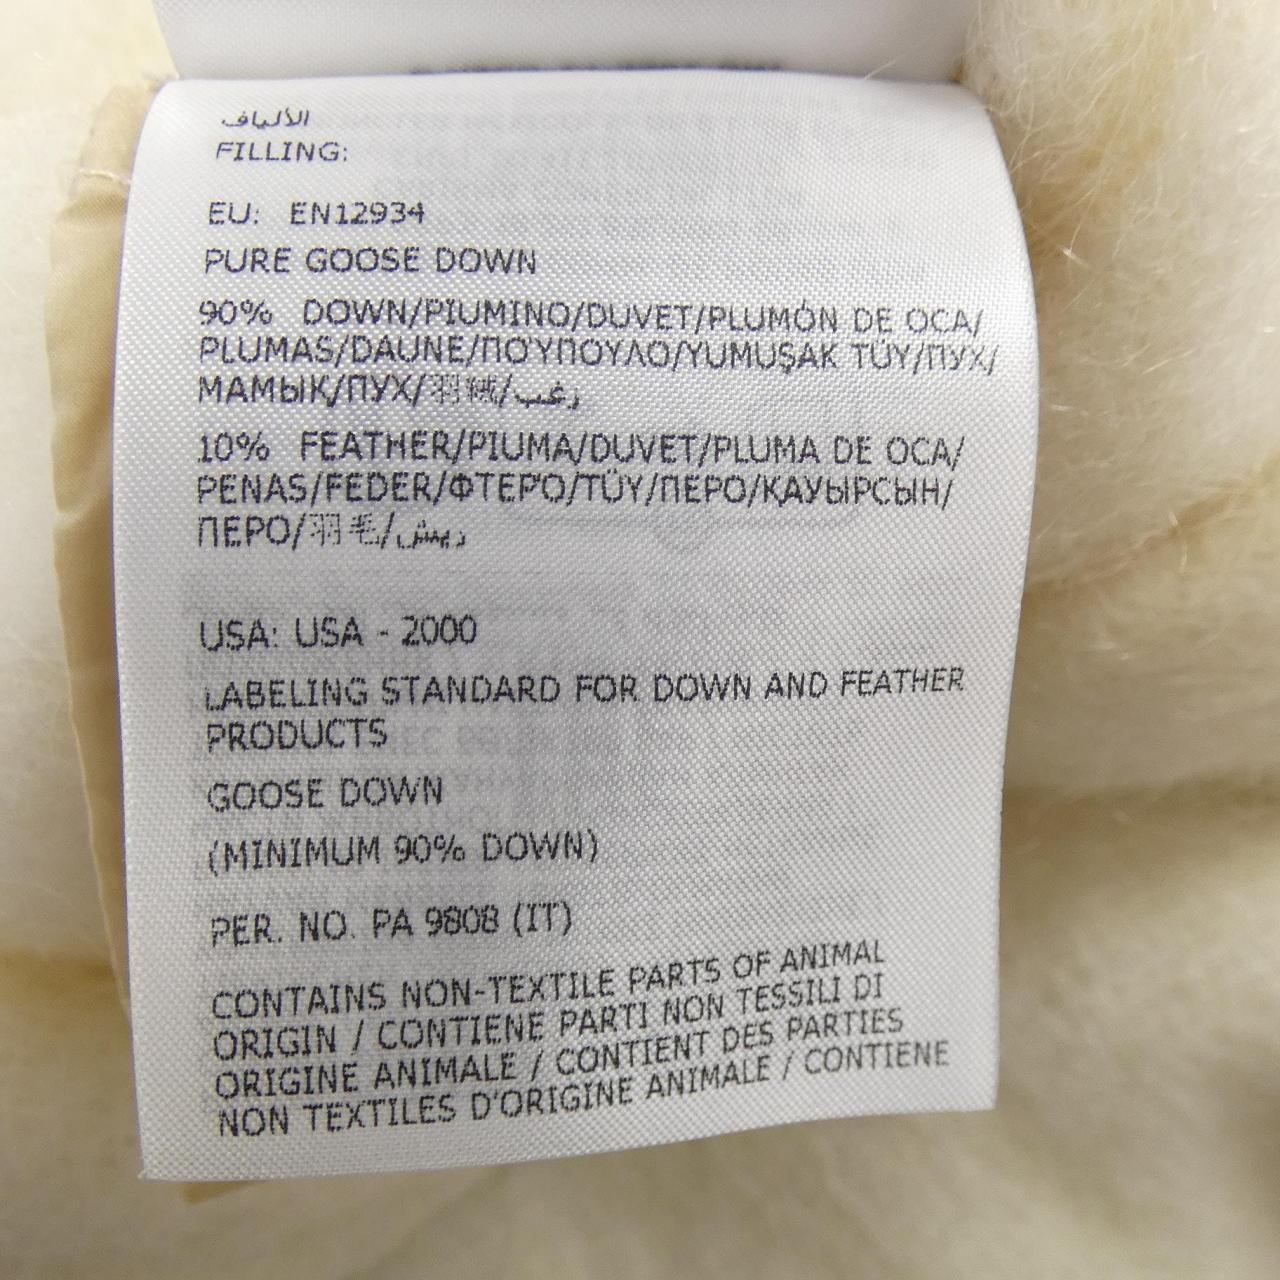 الألياف
FILLING:
EU: EN12934
PURE GOOSE DOWN
90% DOWN/PIUMINO/DUVET/PLUMÓN DE OCA/
PLUMAS/DAUNE/ΠΟΎΠΟΥΛΟ/YUMUŞAK TÜY/ПУХ/
МАМЫҚ/ПУХ/羽絨/زغب
10% FEATHER/PIUMA/DUVET/PLUMA DE OCA/
PENAS/FEDER/ΦΤΕΡΌ/TÜY/ПЕРО/ҚАУЫРСЫН/
ПЕРО/羽毛/ريش
USA: USA - 2000
LABELING STANDARD FOR DOWN AND FEATHER
PRODUCTS
GOOSE DOWN
(MINIMUM 90% DOWN)
PER. NO. PA 9808 (IT)
CONTAINS NON-TEXTILE PARTS OF ANIMAL
ORIGIN / CONTIENE PARTI NON TESSILI DI
ORIGINE ANIMALE / CONTIENT DES PARTIES
NON TEXTILES D'ORIGINE ANIMALE / CONTIENE